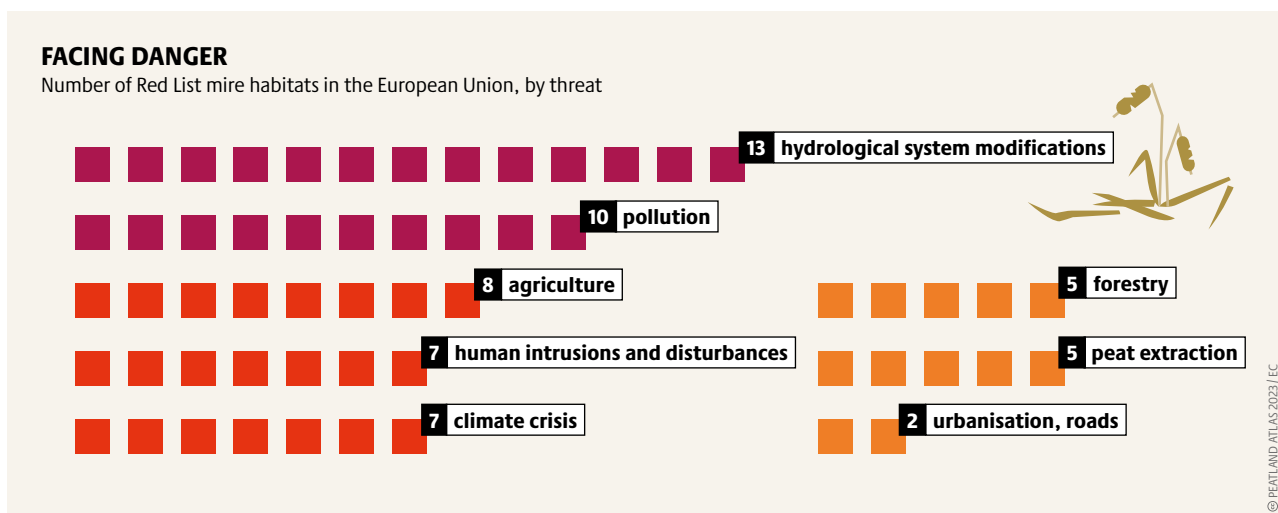 FACING DANGER
Number of Red List mire habitats in the European Union, by threat
13 hydrological system modifications
10 pollution
8 agriculture
7 human intrusions and disturbances
7 climate crisis
5 forestry
5 peat extraction
2 urbanisation, roads
PEATLAND ATLAS 2023 / EC